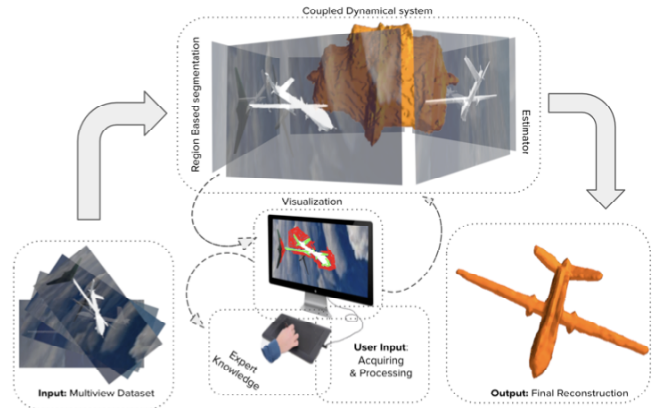 Coupled Dynamical system
Region Based segmentation
Estimator
Visualization
Expert
Knowledge
User Input:
Acquiring
& Processing
Input: Multiview Dataset
Output: Final Reconstruction